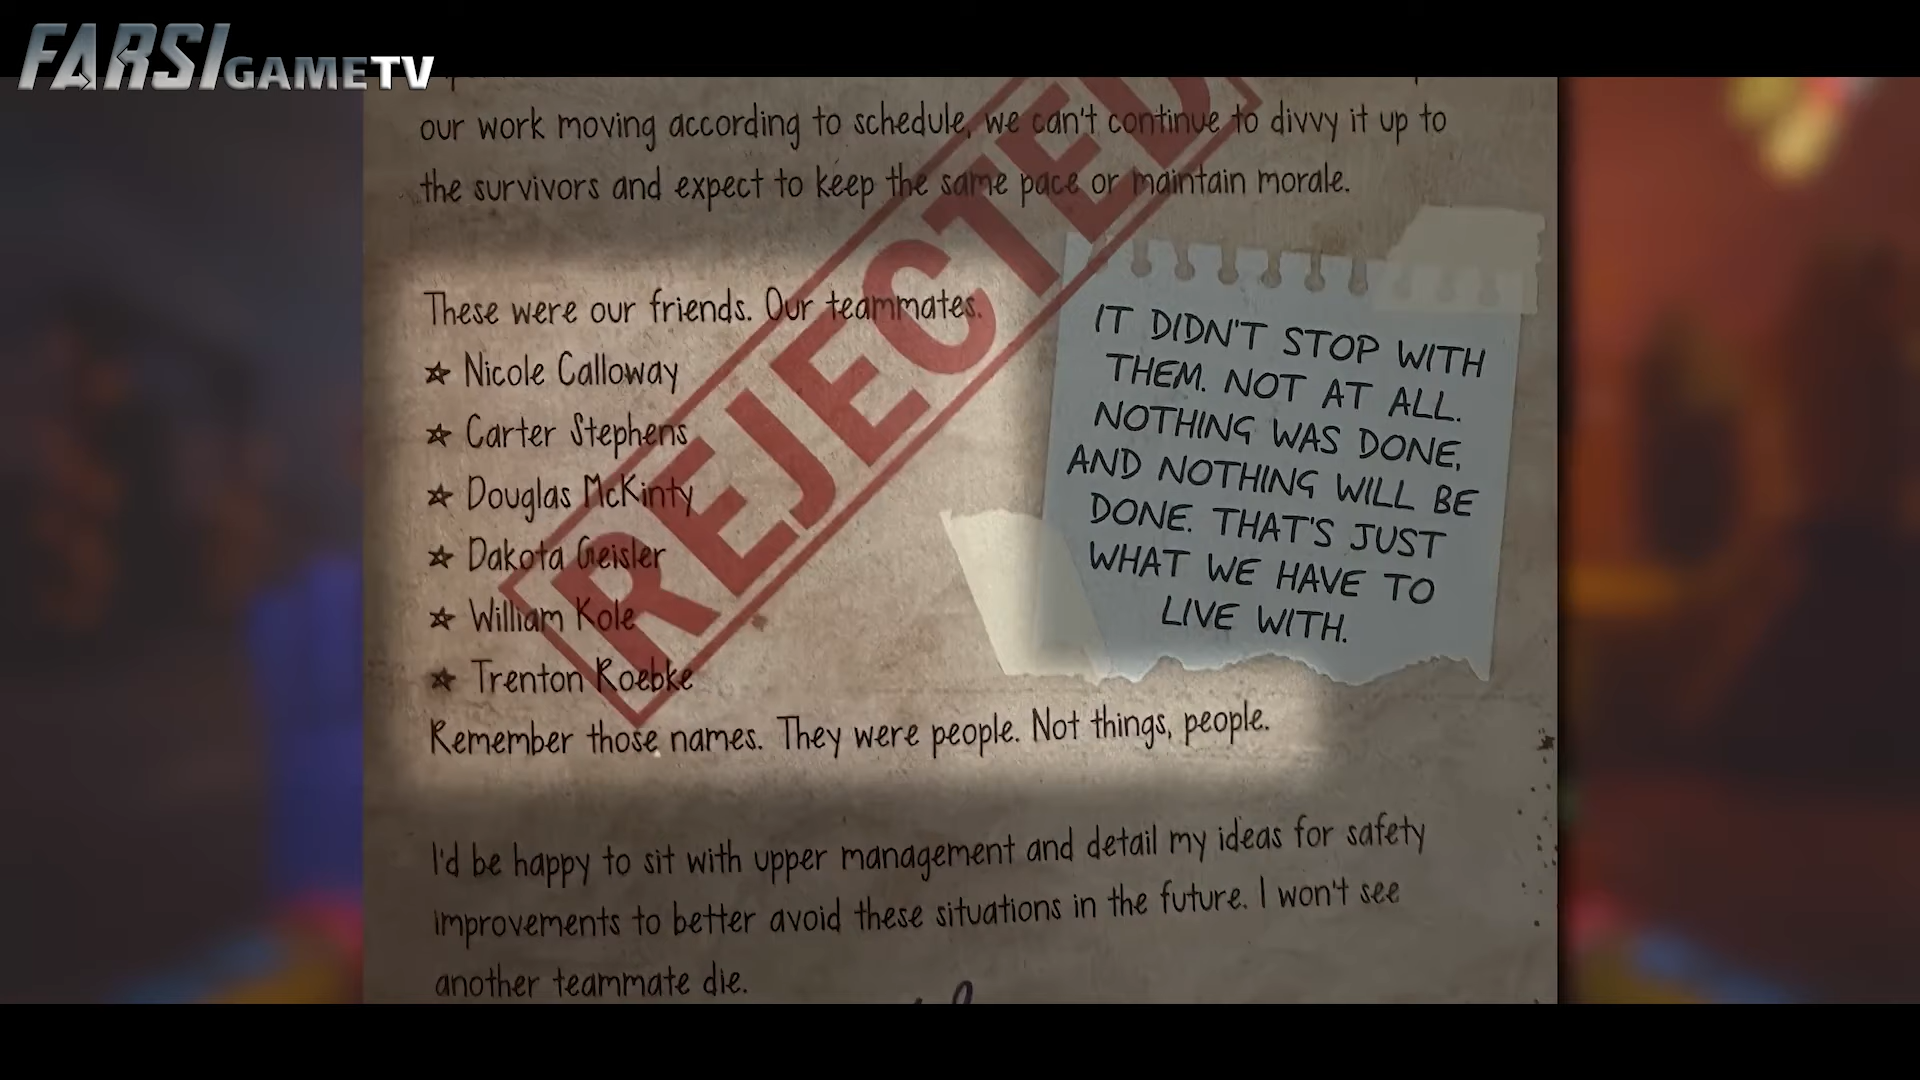 FARSI GAMETV
our work moving according to schedule, we can't continue to divvy it up to
the survivors and expect to keep the same pace or maintain morale.
REJECTED
These were our friends. Our teammates.
☆ Nicole Calloway
☆ Carter Stephens
☆ Douglas McKinty
☆ Dakota Geisler
☆ William Kole
☆ Trenton Roebke
Remember those names. They were people. Not things, people.
IT DIDN'T STOP WITH
THEM. NOT AT ALL.
NOTHING WAS DONE,
AND NOTHING WILL BE
DONE. THAT'S JUST
WHAT WE HAVE TO
LIVE WITH.
I'd be happy to sit with upper management and detail my ideas for safety
improvements to better avoid these situations in the future. I won't see
another teammate die.